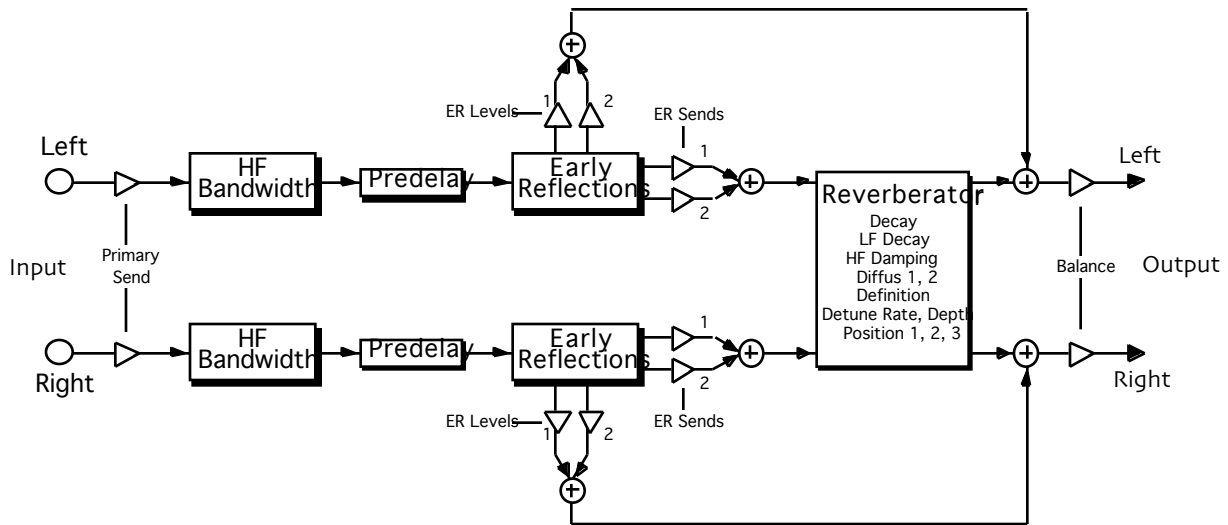 1
2
ER Levels
ER Sends
1
2
Left
HF
Bandwidth
Predelay
Early
Reflections
Left
Input
Primary
Send
Reverberator
Decay
LF Decay
HF Damping
Diffus 1, 2
Definition
Detune Rate, Depth
Position 1, 2, 3
Balance
Output
Right
HF
Bandwidth
Predelay
Early
Reflections
1
2
Right
ER Levels
1
2
ER Sends